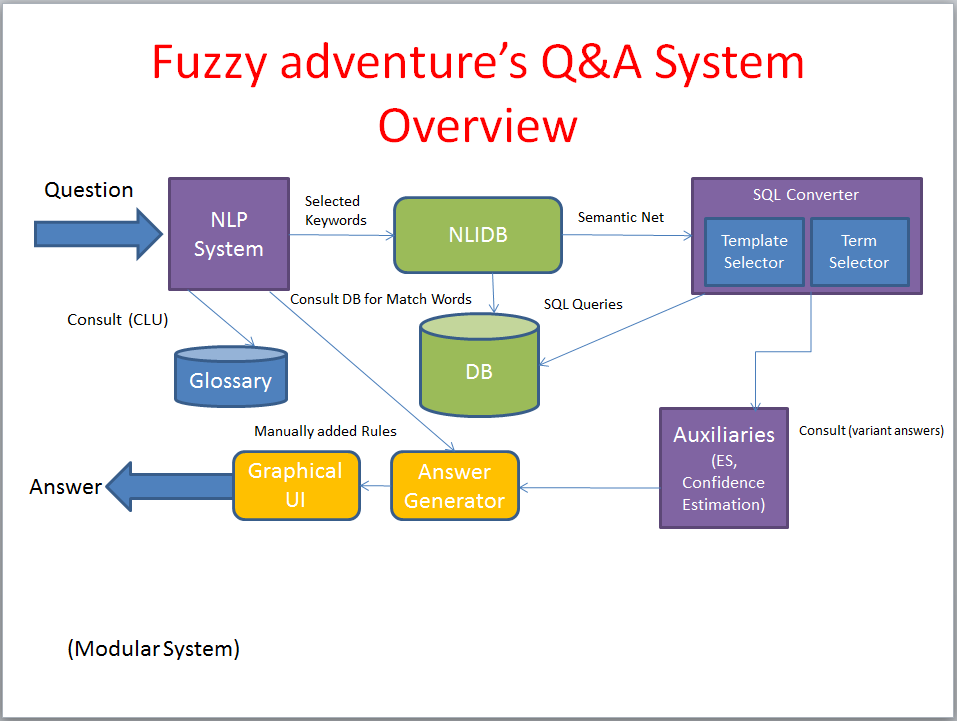 Fuzzy adventure’s Q&A System
Overview
Question
NLP
System
Selected
Keywords
NLIDB
Semantic Net
SQL Converter
Template
Selector
Term
Selector
Consult (CLU)
Consult DB for Match Words
SQL Queries
Glossary
DB
Manually added Rules
Auxiliaries
(ES,
Confidence
Estimation)
Consult (variant answers)
Answer
Graphical
UI
Answer
Generator
(Modular System)